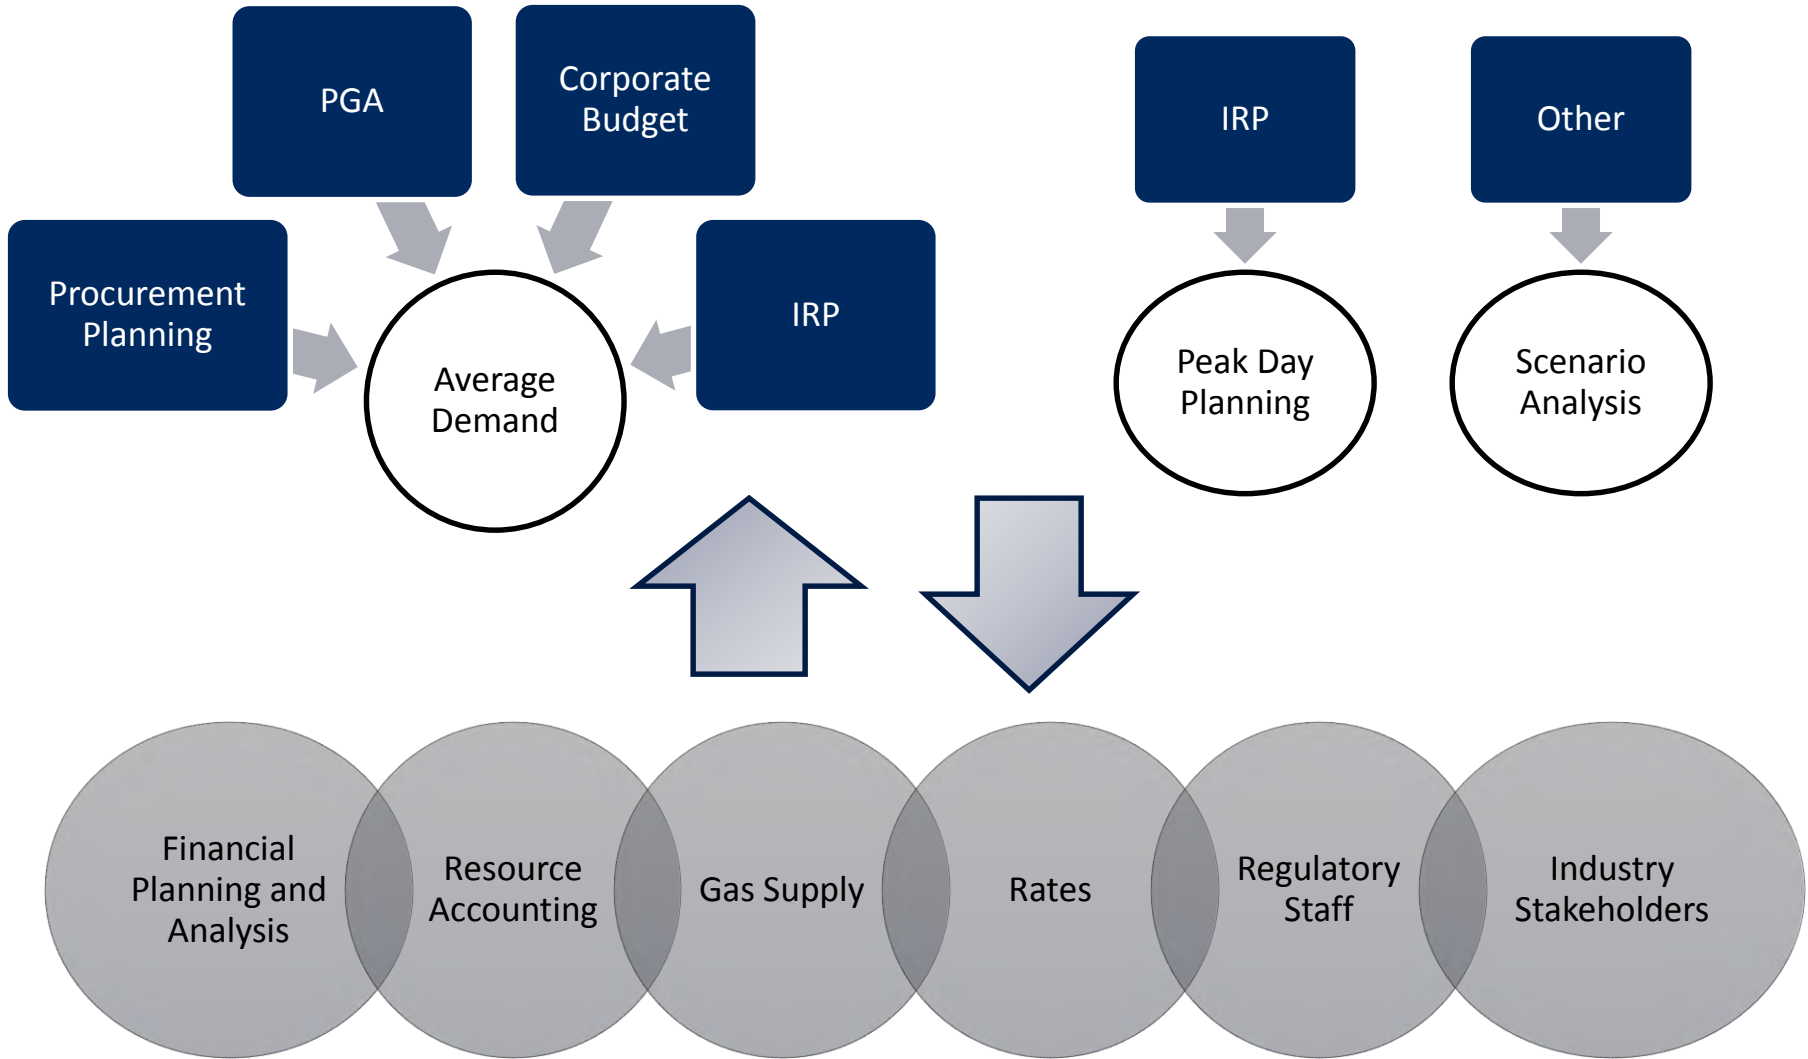 PGA
Corporate
Budget
IRP
Other
Procurement
Planning
IRP
Average
Demand
Peak Day
Planning
Scenario
Analysis
Financial
Planning and
Analysis
Resource
Accounting
Gas Supply
Rates
Regulatory
Staff
Industry
Stakeholders